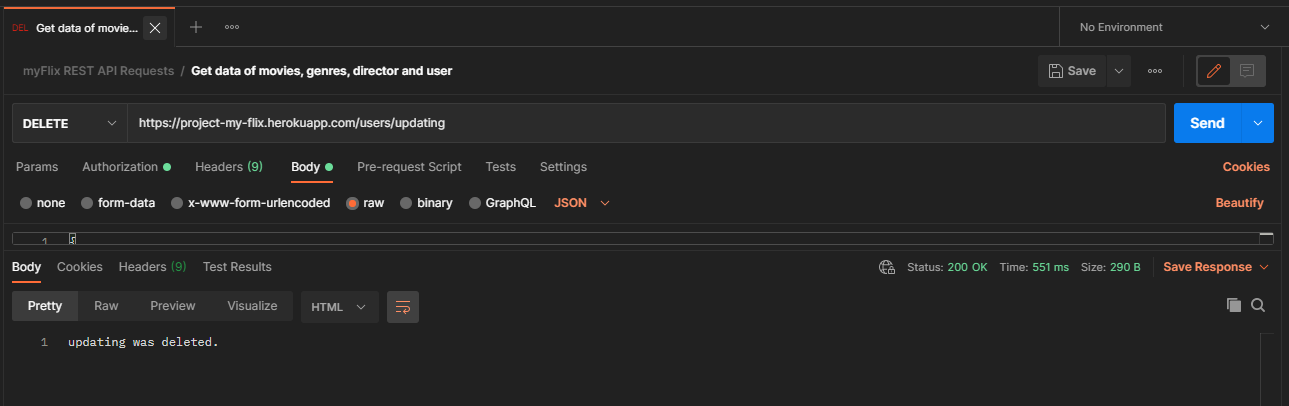 DEL Get data of movie...
No Environment
myFlix REST API Requests / Get data of movies, genres, director and user
Save
DELETE https://project-my-flix.herokuapp.com/users/updating
Send
Params Authorization Headers (9) Body Pre-request Script Tests Settings Cookies
none form-data x-www-form-urlencoded raw binary GraphQL JSON Beautify
1 {
Body Cookies Headers (9) Test Results Status: 200 OK Time: 551 ms Size: 290 B Save Response
Pretty Raw Preview Visualize HTML
1 updating was deleted.